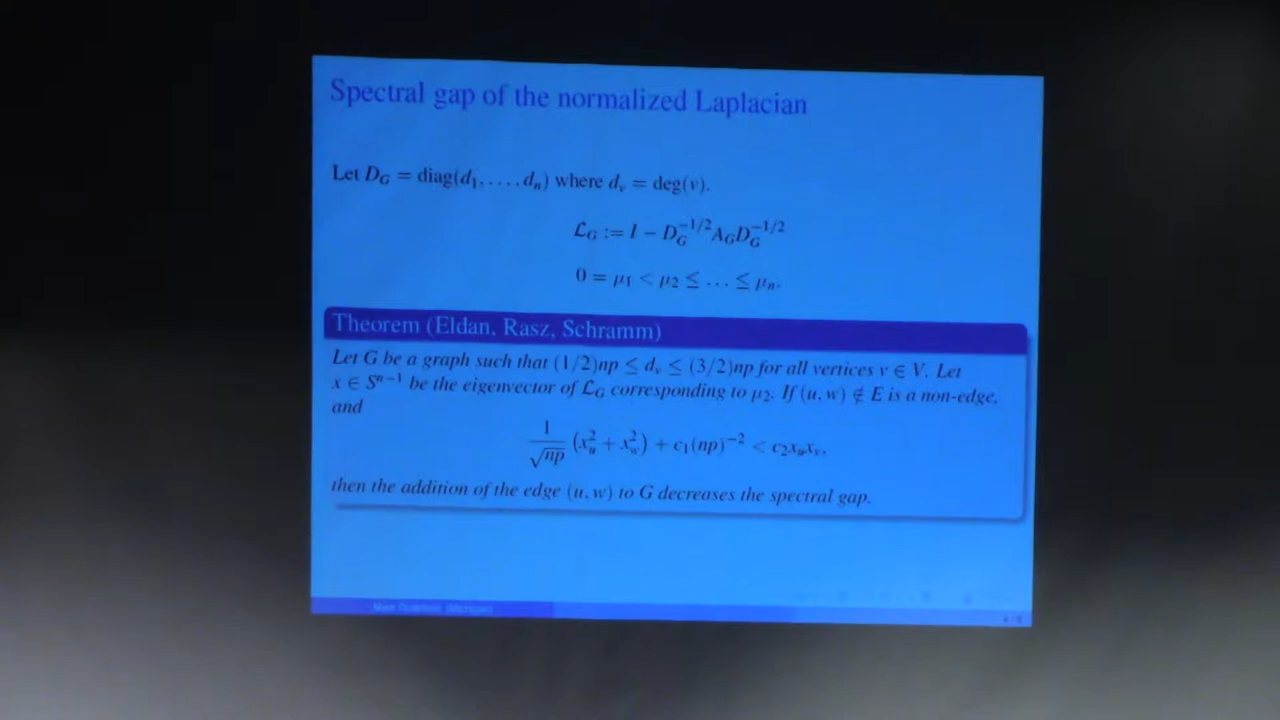 Spectral gap of the normalized Laplacian
Let D_G = diag(d_1, . . . , d_n) where d_v = deg(v).
ℒ_G := I − D_G^{−1/2} A_G D_G^{−1/2}
0 = μ_1 < μ_2 ≤ . . . ≤ μ_n.
Theorem (Eldan, Rasz, Schramm)
Let G be a graph such that (1/2)np ≤ d_v ≤ (3/2)np for all vertices v ∈ V. Let
x ∈ S^{n−1} be the eigenvector of ℒ_G corresponding to μ_2. If (u, w) ∉ E is a non-edge,
and
1/√np (x_u^2 + x_w^2) + c_1(np)^{−2} < c_2x_ux_v,
then the addition of the edge (u, w) to G decreases the spectral gap.
(Michigan)